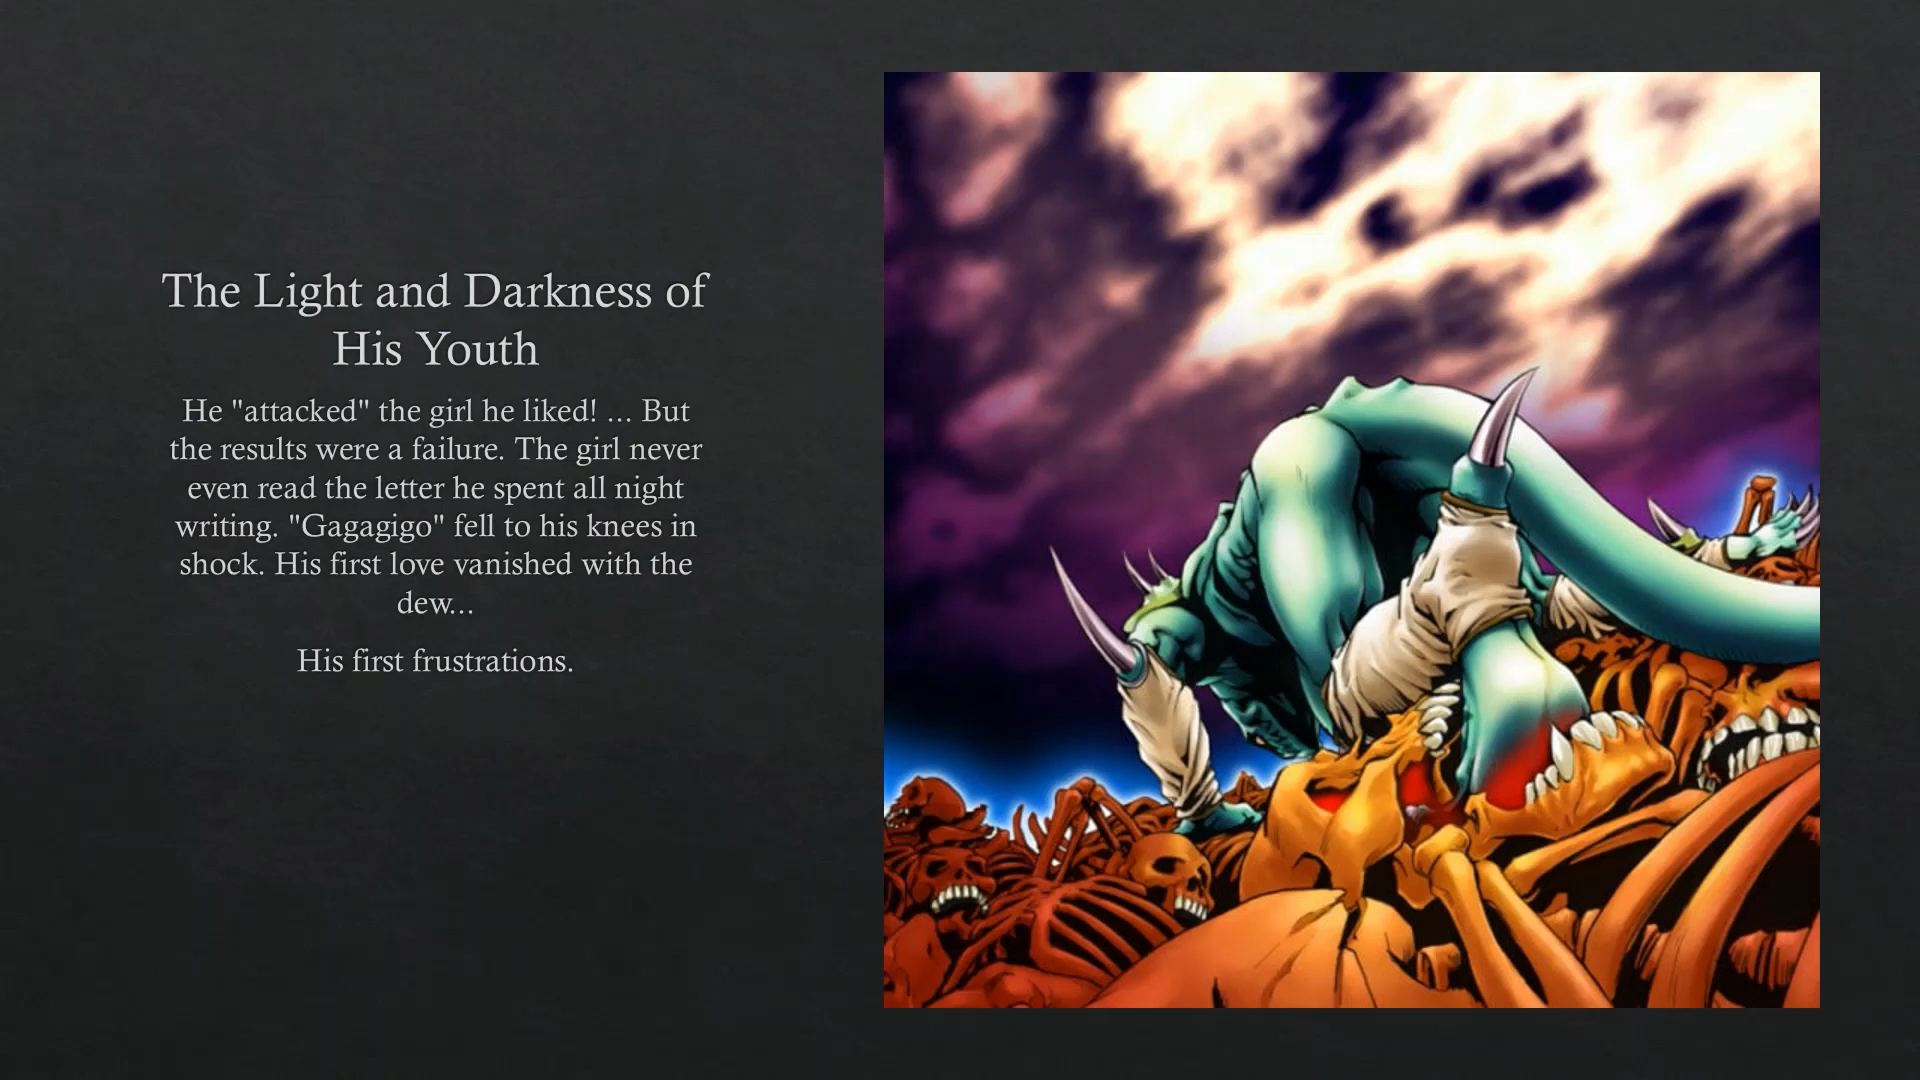 The Light and Darkness of
His Youth
He "attacked" the girl he liked! ... But
the results were a failure. The girl never
even read the letter he spent all night
writing. "Gagagigo" fell to his knees in
shock. His first love vanished with the
dew...
His first frustrations.